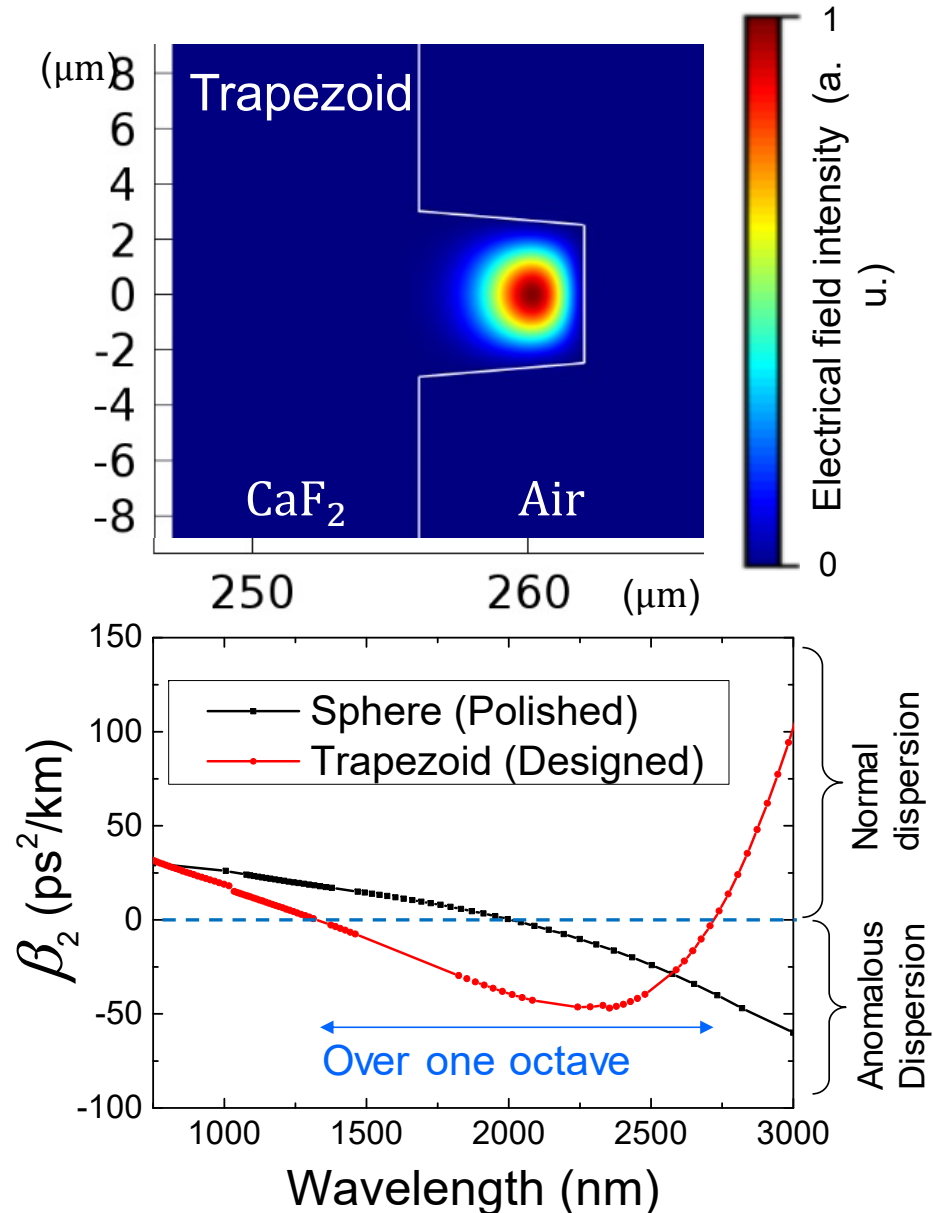 (μm)
Trapezoid
8
6
4
2
0
-2
-4
-6
-8
CaF₂
Air
250
260
(μm)
1
0
Electrical field intensity (a.
u.)
150
100
50
0
-50
-100
β₂ (ps²/km)
Sphere (Polished)
Trapezoid (Designed)
Over one octave
Normal
dispersion
Anomalous
Dispersion
1000
1500
2000
2500
3000
Wavelength (nm)